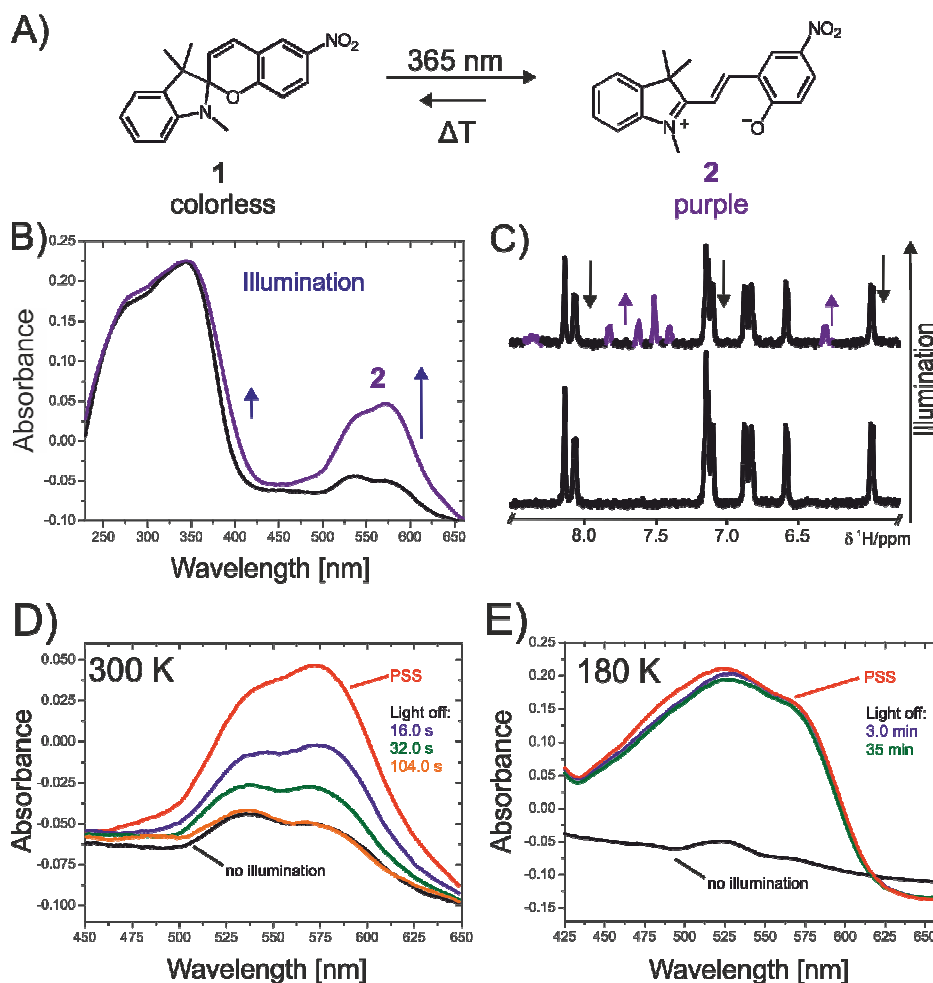 A)
NO2
O
N
1
colorless
365 nm
ΔT
NO2
N+
-O
2
purple
B)
Absorbance
0.25
0.20
0.15
0.10
0.05
0.00
-0.05
-0.10
Illumination
2
250
300
350
400
450
500
550
600
650
Wavelength [nm]
C)
Illumination
8.0
7.5
7.0
6.5
δ ¹H/ppm
D)
300 K
Absorbance
0.050
0.025
0.000
-0.025
-0.050
-0.075
-0.100
PSS
Light off:
16.0 s
32.0 s
104.0 s
no illumination
450
475
500
525
550
575
600
625
650
Wavelength [nm]
E)
180 K
Absorbance
0.25
0.20
0.15
0.10
0.05
0.00
-0.05
-0.10
-0.15
PSS
Light off:
3.0 min
35 min
no illumination
425
450
475
500
525
550
575
600
625
650
Wavelength [nm]